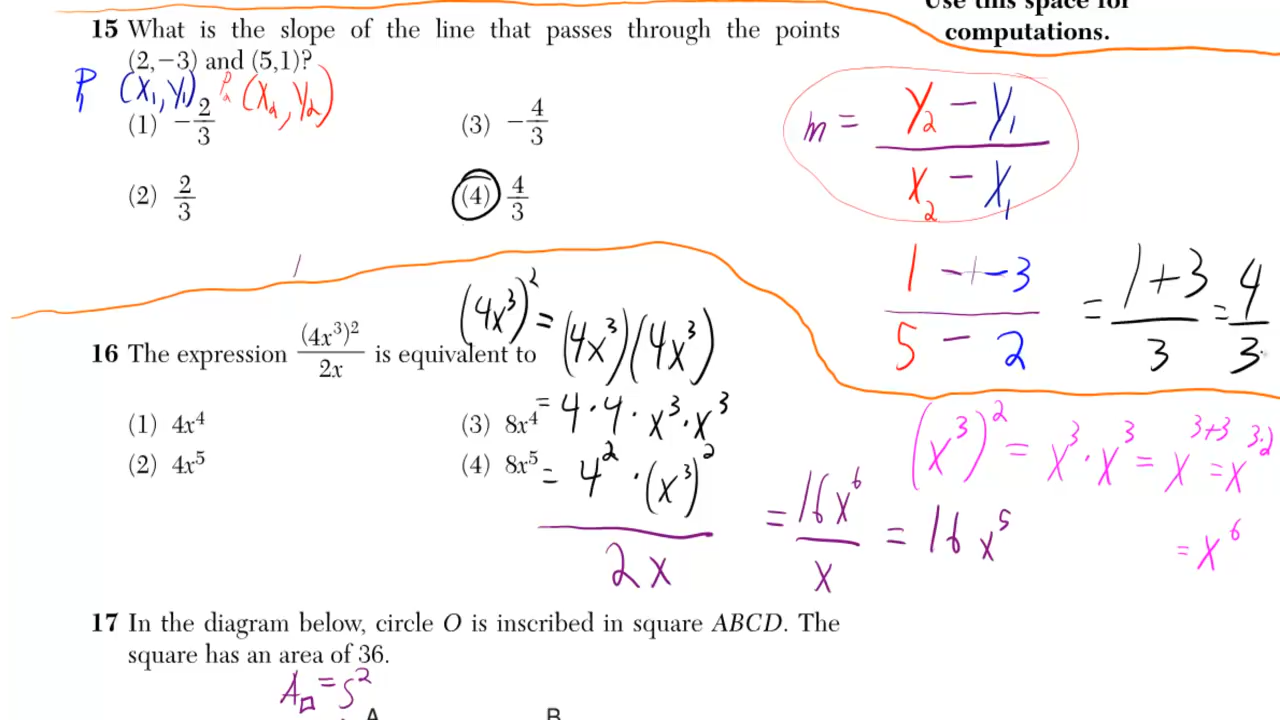 Use this space for
computations.
15 What is the slope of the line that passes through the points
(2,−3) and (5,1)?
P1 (x1, y1) P2 (x2, y2)
(1) −2/3
(3) −4/3
(2) 2/3
(4) 4/3
m = (y2 − y1)/(x2 − x1)
(1 − −3)/(5 − 2) = (1+3)/3 = 4/3
16 The expression (4x³)²/2x is equivalent to
(4x³)² = (4x³)(4x³)
= 4·4·x³·x³
= 4²·(x³)²/2x = 16x⁶/x = 16x⁵
(1) 4x⁴
(3) 8x⁴
(2) 4x⁵
(4) 8x⁵
(x³)² = x³·x³ = x³⁺³ = x³·²
= x⁶
17 In the diagram below, circle O is inscribed in square ABCD. The
square has an area of 36.
A□ = s²
A B